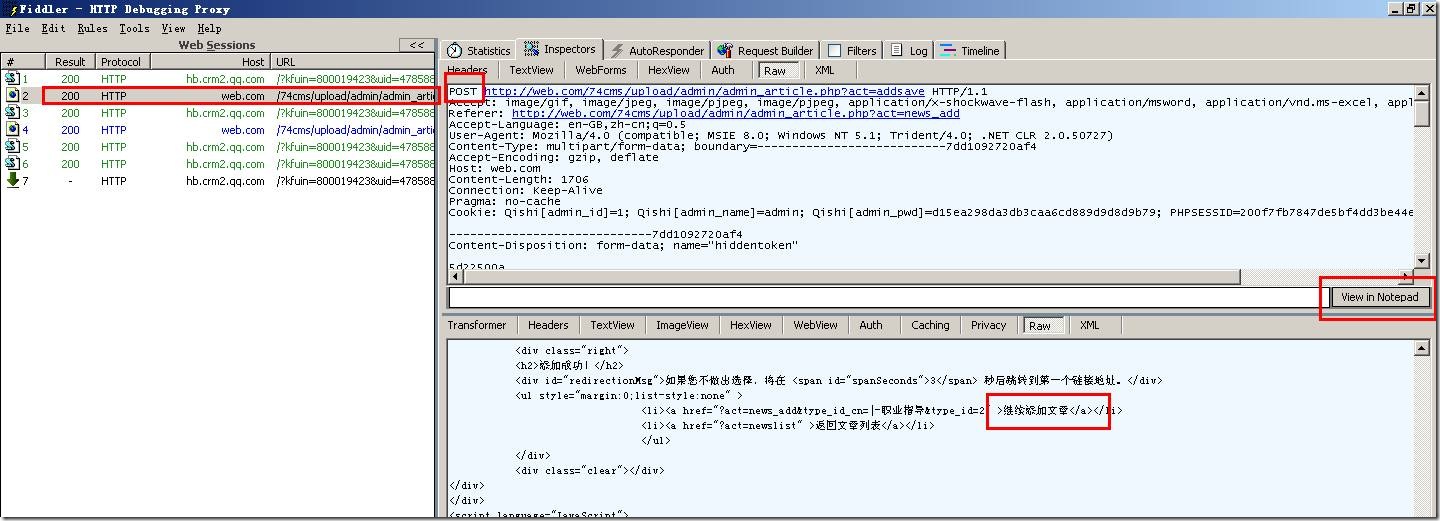 Fiddler - HTTP Debugging Proxy
File Edit Rules Tools View Help
Web Sessions <<
# Result Protocol Host URL
1 200 HTTP hb.crm2.qq.com /?kfuin=800019423&uid=478588
2 200 HTTP web.com /74cms/upload/admin/admin_arti
3 200 HTTP hb.crm2.qq.com /?kfuin=800019423&uid=478588
4 200 HTTP web.com /74cms/upload/admin/admin_arti
5 200 HTTP hb.crm2.qq.com /?kfuin=800019423&uid=478588
6 200 HTTP hb.crm2.qq.com /?kfuin=800019423&uid=478588
7 - HTTP hb.crm2.qq.com /?kfuin=800019423&uid=478588
Statistics Inspectors AutoResponder Request Builder Filters Log Timeline
Headers TextView WebForms HexView Auth Raw XML
POST http://web.com/74cms/upload/admin/admin_article.php?act=addsave HTTP/1.1
Accept: image/gif, image/jpeg, image/pjpeg, image/pjpeg, application/x-shockwave-flash, application/msword, application/vnd.ms-excel, appl
Referer: http://web.com/74cms/upload/admin/admin_article.php?act=news_add
Accept-Language: en-GB,zh-cn;q=0.5
User-Agent: Mozilla/4.0 (compatible; MSIE 8.0; Windows NT 5.1; Trident/4.0; .NET CLR 2.0.50727)
Content-Type: multipart/form-data; boundary=---------------------------7dd1092720af4
Accept-Encoding: gzip, deflate
Host: web.com
Content-Length: 1706
Connection: Keep-Alive
Pragma: no-cache
Cookie: Qishi[admin_id]=1; Qishi[admin_name]=admin; Qishi[admin_pwd]=d15ea298da3db3caa6cd889d9d8d9b79; PHPSESSID=200f7fb7847de5bf4dd3be44e
-----------------------------7dd1092720af4
Content-Disposition: form-data; name="hiddentoken"
5d22500a
View in Notepad
Transformer Headers TextView ImageView HexView WebView Auth Caching Privacy Raw XML
<div class="right">
<h2>添加成功！</h2>
<div id="redirectionMsg">如果您不做出选择，将在 <span id="spanSeconds">3</span> 秒后跳转到第一个链接地址。</div>
<ul style="margin:0;list-style:none" >
<li><a href="?act=news_add&type_id_cn=|-职业指导&type_id=2" >继续添加文章</a></li>
<li><a href="?act=newslist" >返回文章列表</a></li>
</ul>
</div>
<div class="clear"></div>
</div>
</div>
<script language="JavaScript">